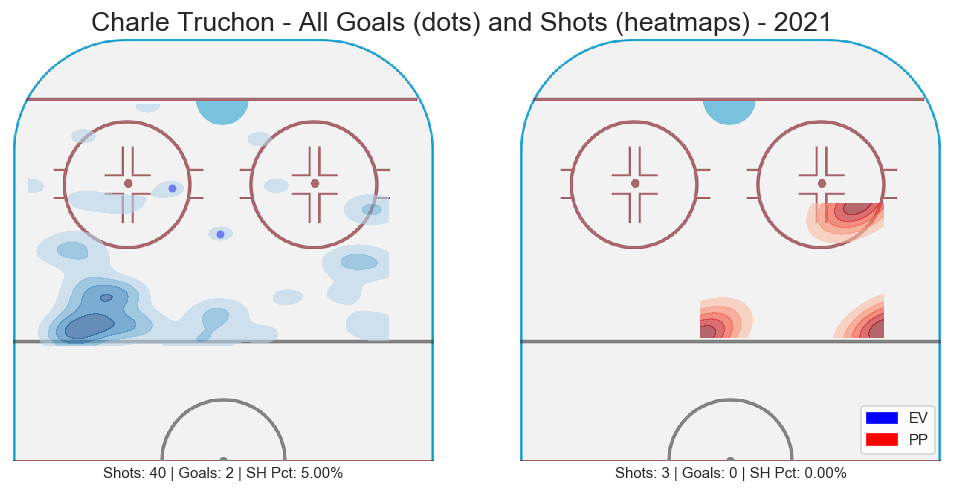 Charle Truchon - All Goals (dots) and Shots (heatmaps) - 2021
EV
PP
Shots: 40 | Goals: 2 | SH Pct: 5.00%
Shots: 3 | Goals: 0 | SH Pct: 0.00%